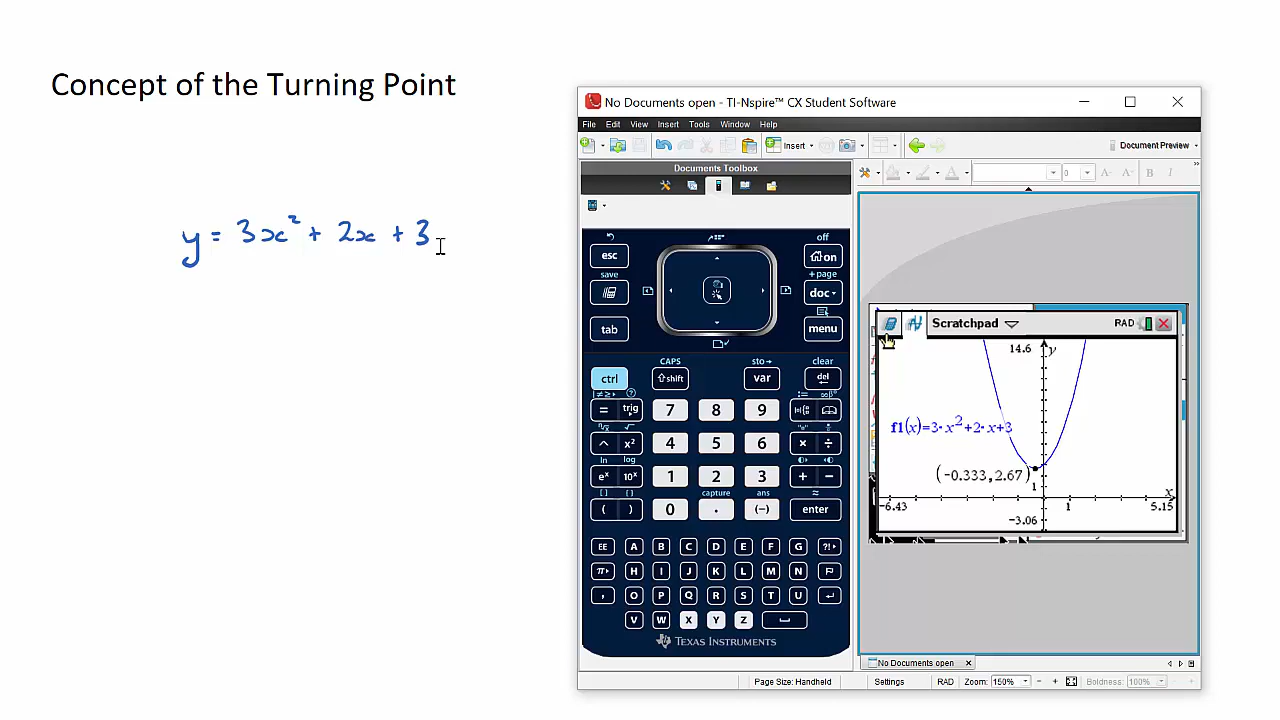 Concept of the Turning Point
y = 3x² + 2x + 3
No Documents open - TI-Nspire™ CX Student Software
File Edit View Insert Tools Window Help
Insert
Document Preview
Documents Toolbox
0 A- A- B I
esc
save
tab
off
on
+ page
doc
menu
CAPS
sto→
clear
ctrl
shift
var
del
= trig 7 8 9
^ x² 4 5 6 × ÷
ln log
eˣ 10ˣ 1 2 3 + −
capture ans ≈
( ) 0 . (−) enter
EE A B C D E F G ?!▸
π▸ H I J K L M N
, O P Q R S T U
V W X Y Z
TEXAS INSTRUMENTS
Scratchpad RAD
14.6 y
f1(x)=3·x²+2·x+3
(-0.333,2.67)
1
x
-6.43 1 5.15
-3.06
No Documents open
Page Size: Handheld Settings RAD Zoom: 150% − + Boldness: 100%